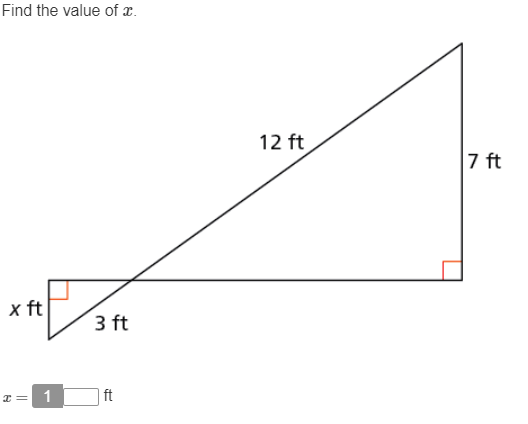 Find the value of x.
12 ft
7 ft
x ft
3 ft
x = 1 ft